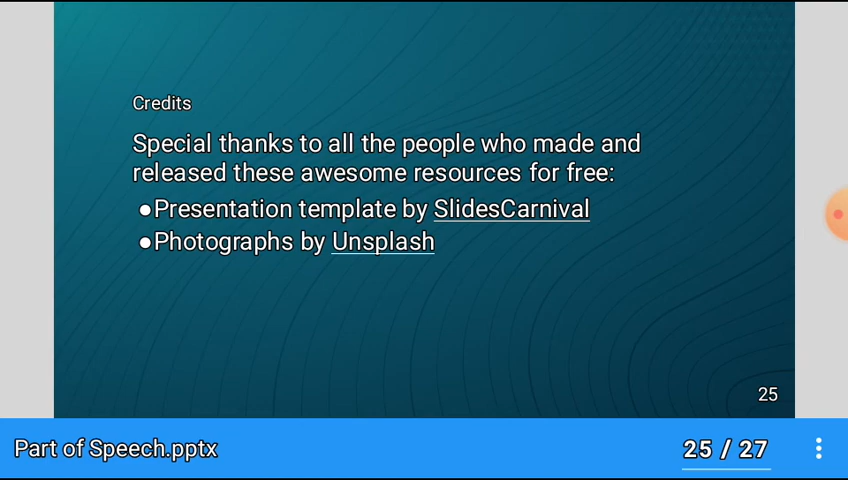 Credits
Special thanks to all the people who made and
released these awesome resources for free:
●Presentation template by SlidesCarnival
●Photographs by Unsplash
25
Part of Speech.pptx
25 / 27